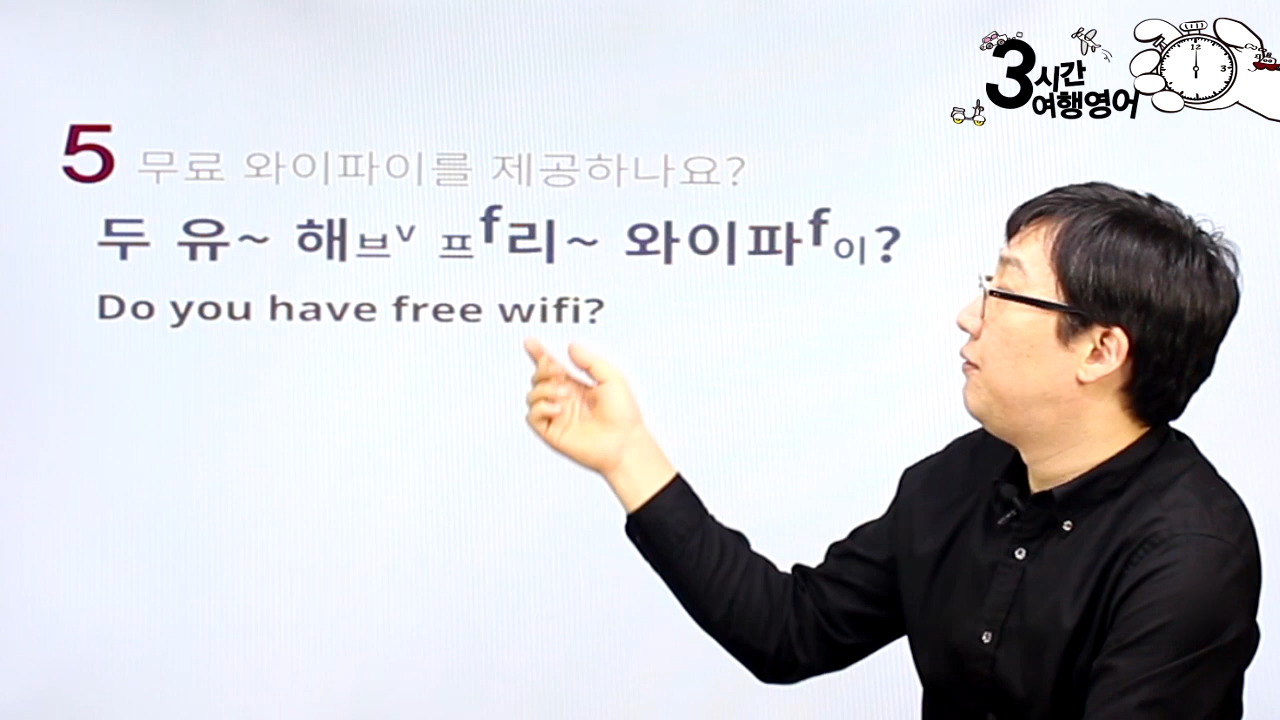 3시간
여행영어
12
3
5 무료 와이파이를 제공하나요?
두 유~ 해브v 프f리~ 와이파f이?
Do you have free wifi?